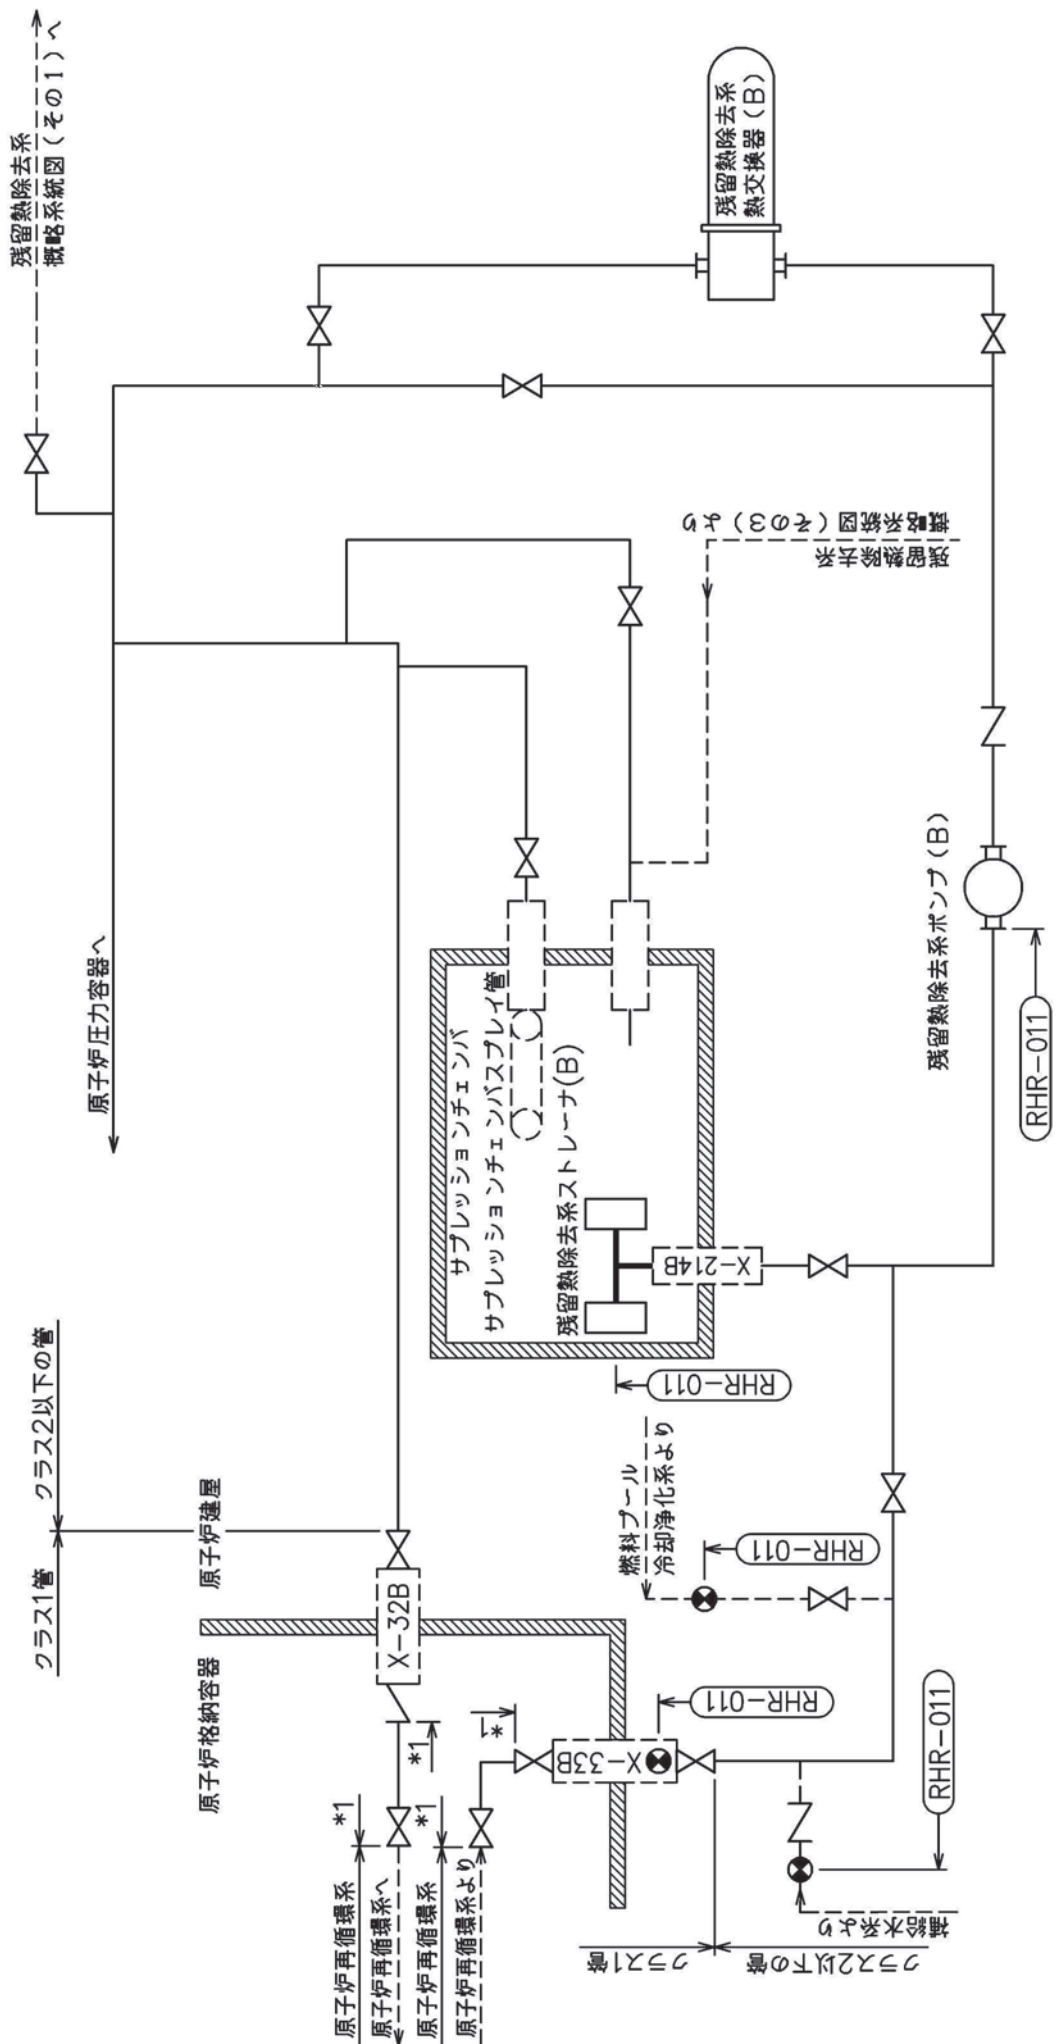 残留熱除去系
概略系統図（その1）へ
残留熱除去系
熱交換器（B）
残留熱除去系
概略系統図（その3）より
原子炉圧力容器へ
残留熱除去系ポンプ（B）
RHR-011
サプレッションチェンバ
サプレッションチェンバスプレイ管
残留熱除去系ストレーナ(B)
X-214B
RHR-011
クラス1管
クラス2以下の管
原子炉建屋
原子炉格納容器
X-32B
燃料プール
冷却浄化系より
RHR-011
RHR-011
X-33B
*1
*1
*1
*1
原子炉再循環系
原子炉再循環系へ
原子炉再循環系
原子炉再循環系より
RHR-011
補給水系より
クラス1管
クラス2以下の管